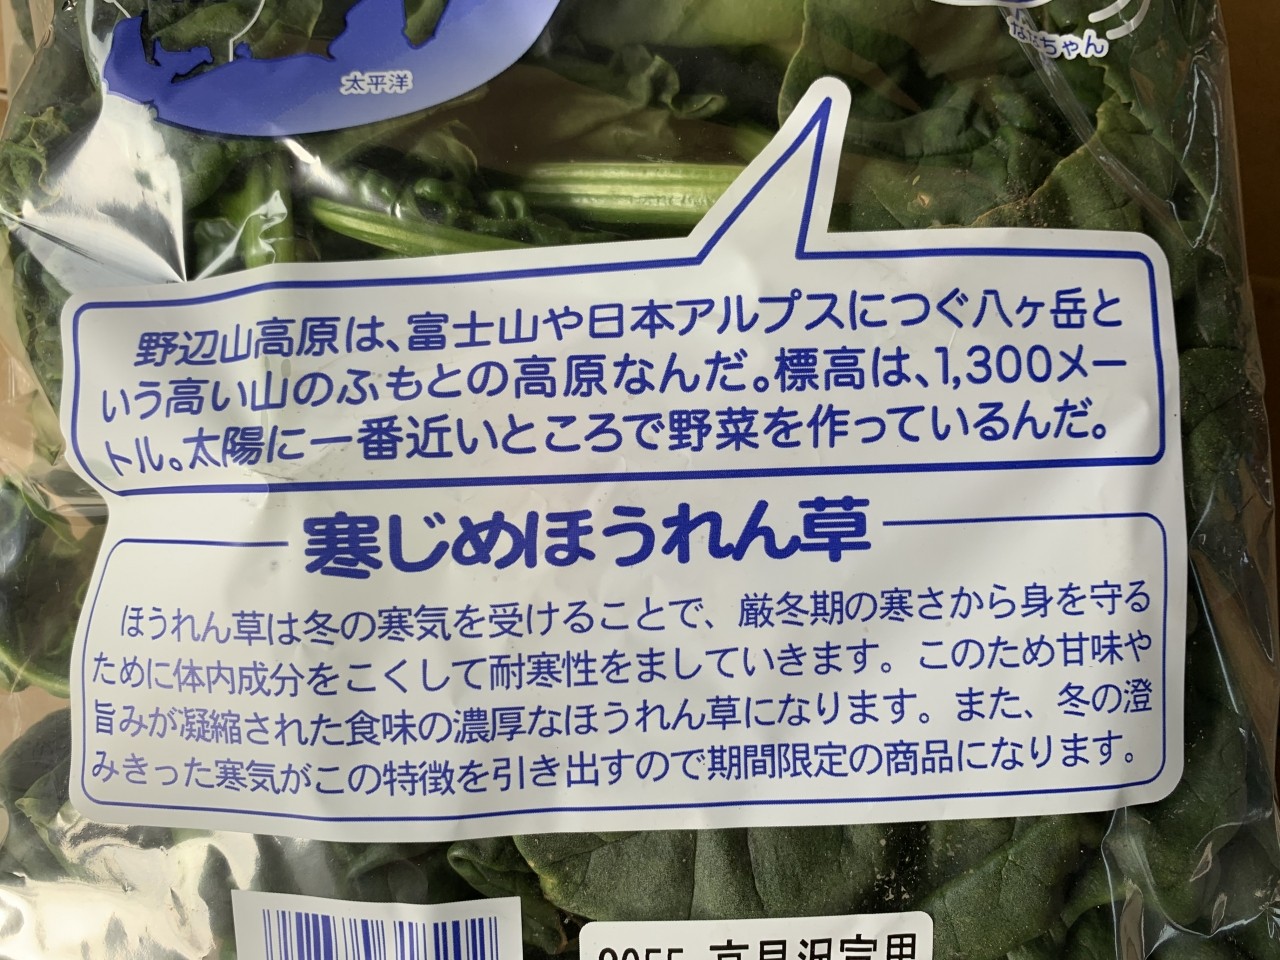 太平洋
ななちゃん
野辺山高原は、富士山や日本アルプスにつぐ八ヶ岳と
いう高い山のふもとの高原なんだ。標高は、1,300メー
トル。太陽に一番近いところで野菜を作っているんだ。
寒じめほうれん草
ほうれん草は冬の寒気を受けることで、厳冬期の寒さから身を守る
ために体内成分をこくして耐寒性をましていきます。このため甘味や
旨みが凝縮された食味の濃厚なほうれん草になります。また、冬の澄
みきった寒気がこの特徴を引き出すので期間限定の商品になります。